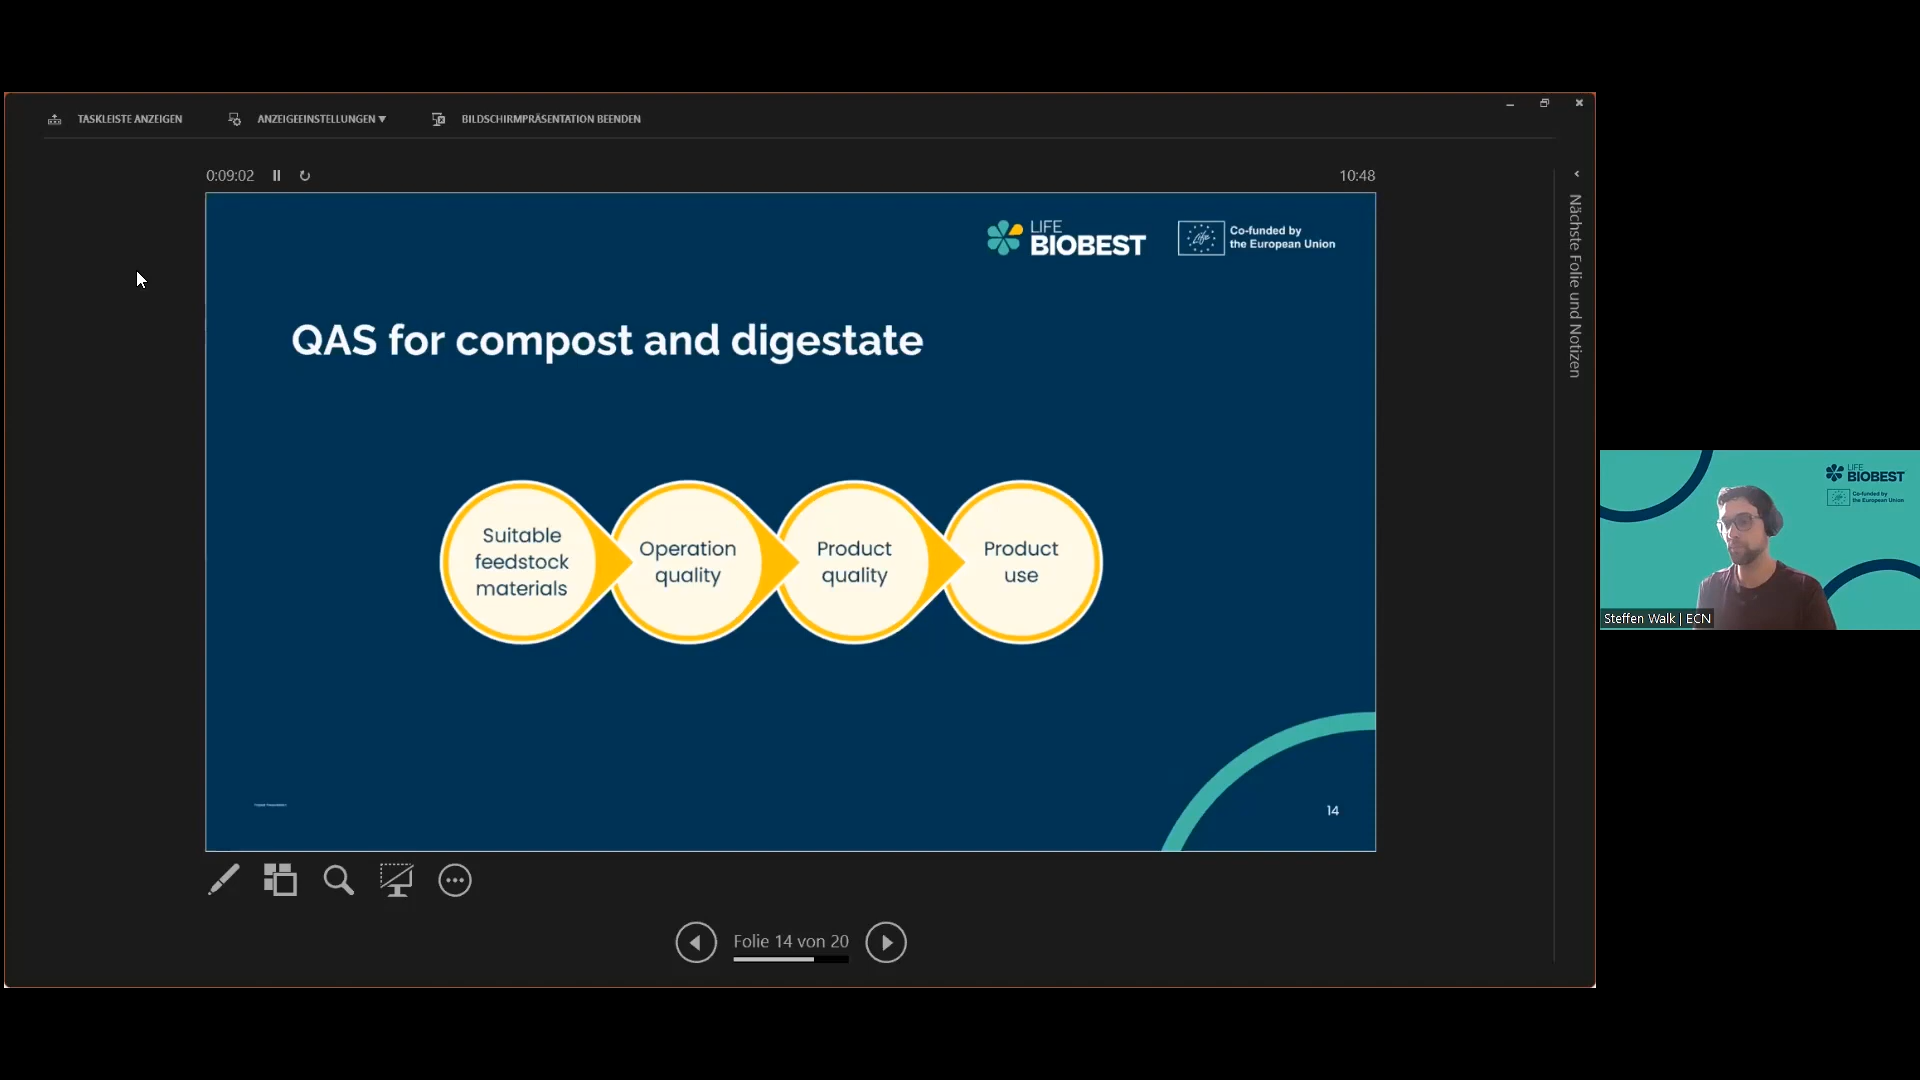 TASKLEISTE ANZEIGEN
ANZEIGEEINSTELLUNGEN
BILDSCHIRMPRÄSENTATION BEENDEN
0:09:02
10:48
LIFE
BIOBEST
Co-funded by
the European Union
QAS for compost and digestate
Suitable
feedstock
materials
Operation
quality
Product
quality
Product
use
14
Folie 14 von 20
Nächste Folie und Notizen
LIFE
BIOBEST
Co-funded by
the European Union
Steffen Walk | ECN